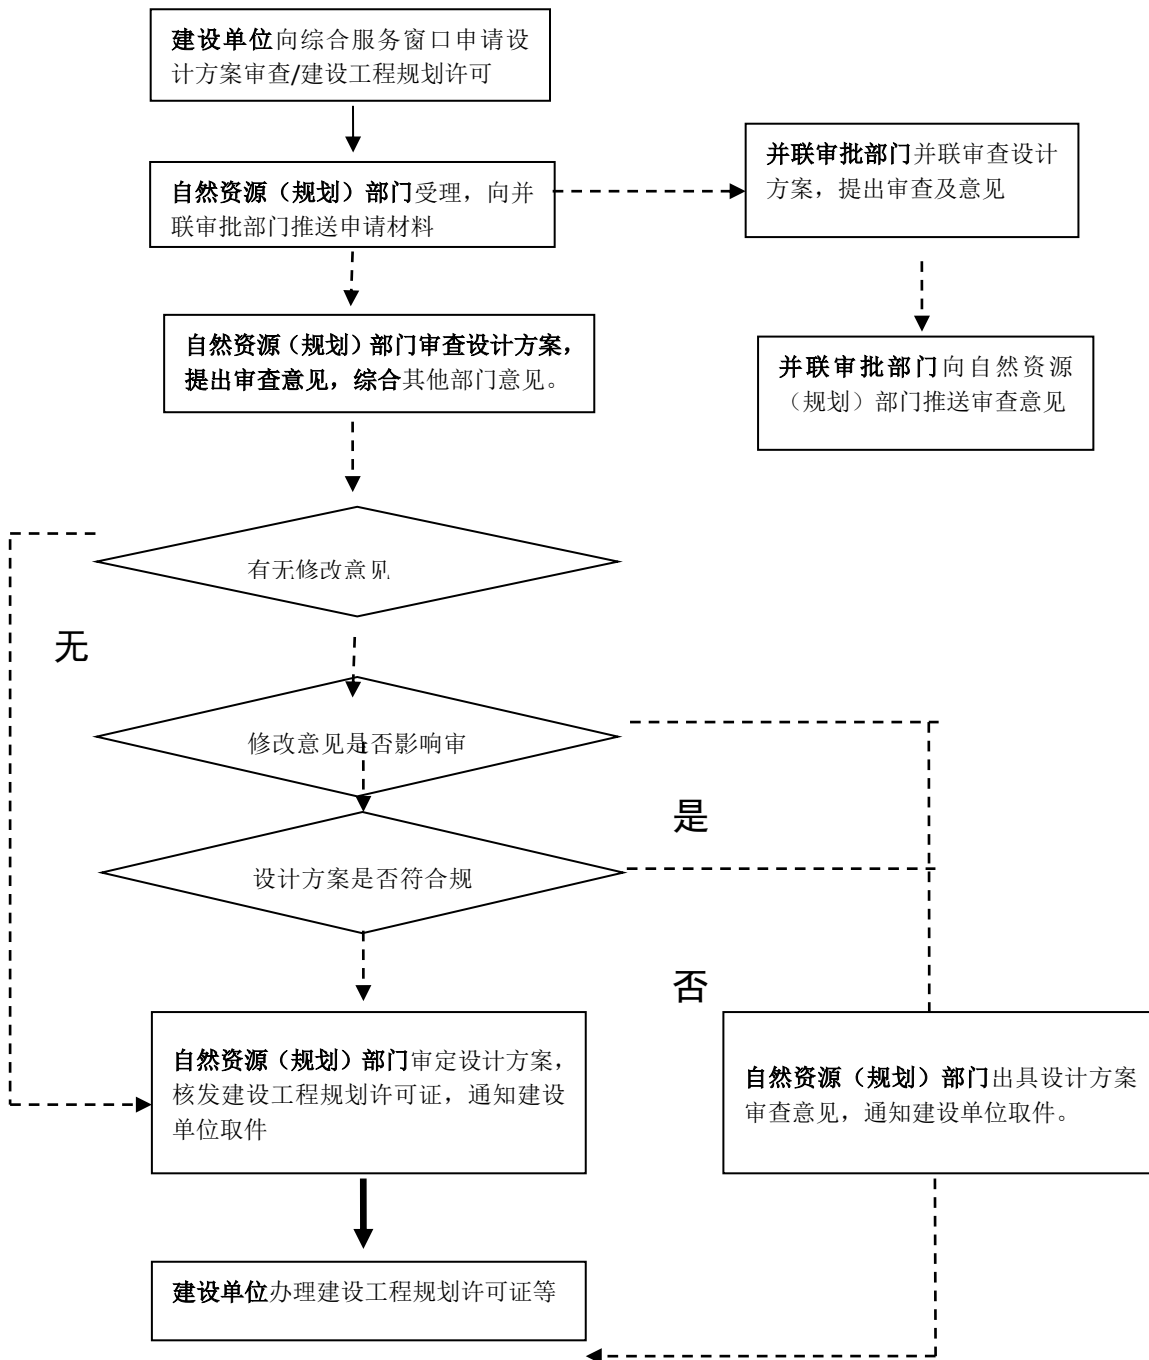 建设单位向综合服务窗口申请设
计方案审查/建设工程规划许可
并联审批部门并联审查设计
方案，提出审查及意见
自然资源（规划）部门受理，向并
联审批部门推送申请材料
自然资源（规划）部门审查设计方案，
提出审查意见，综合其他部门意见。
并联审批部门向自然资源
（规划）部门推送审查意见
有无修改意见
无
修改意见是否影响审
是
设计方案是否符合规
否
自然资源（规划）部门审定设计方案，
核发建设工程规划许可证，通知建设
单位取件
自然资源（规划）部门出具设计方案
审查意见，通知建设单位取件。
建设单位办理建设工程规划许可证等